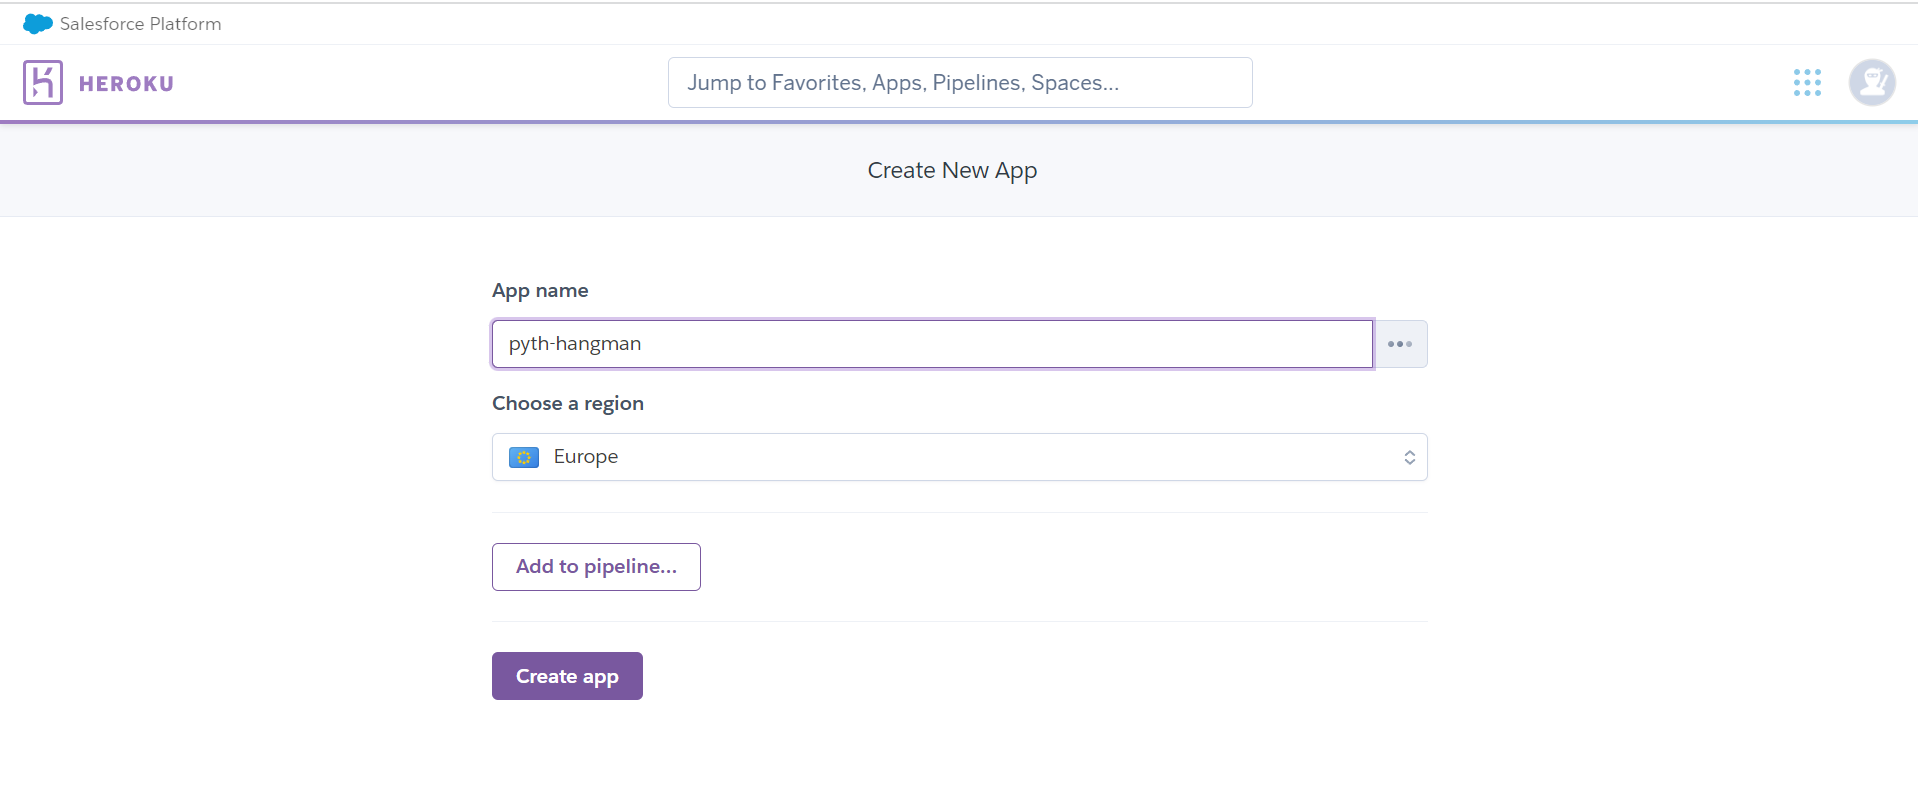 Salesforce Platform
HEROKU
Jump to Favorites, Apps, Pipelines, Spaces...
Create New App
App name
pyth-hangman
Choose a region
Europe
Add to pipeline...
Create app